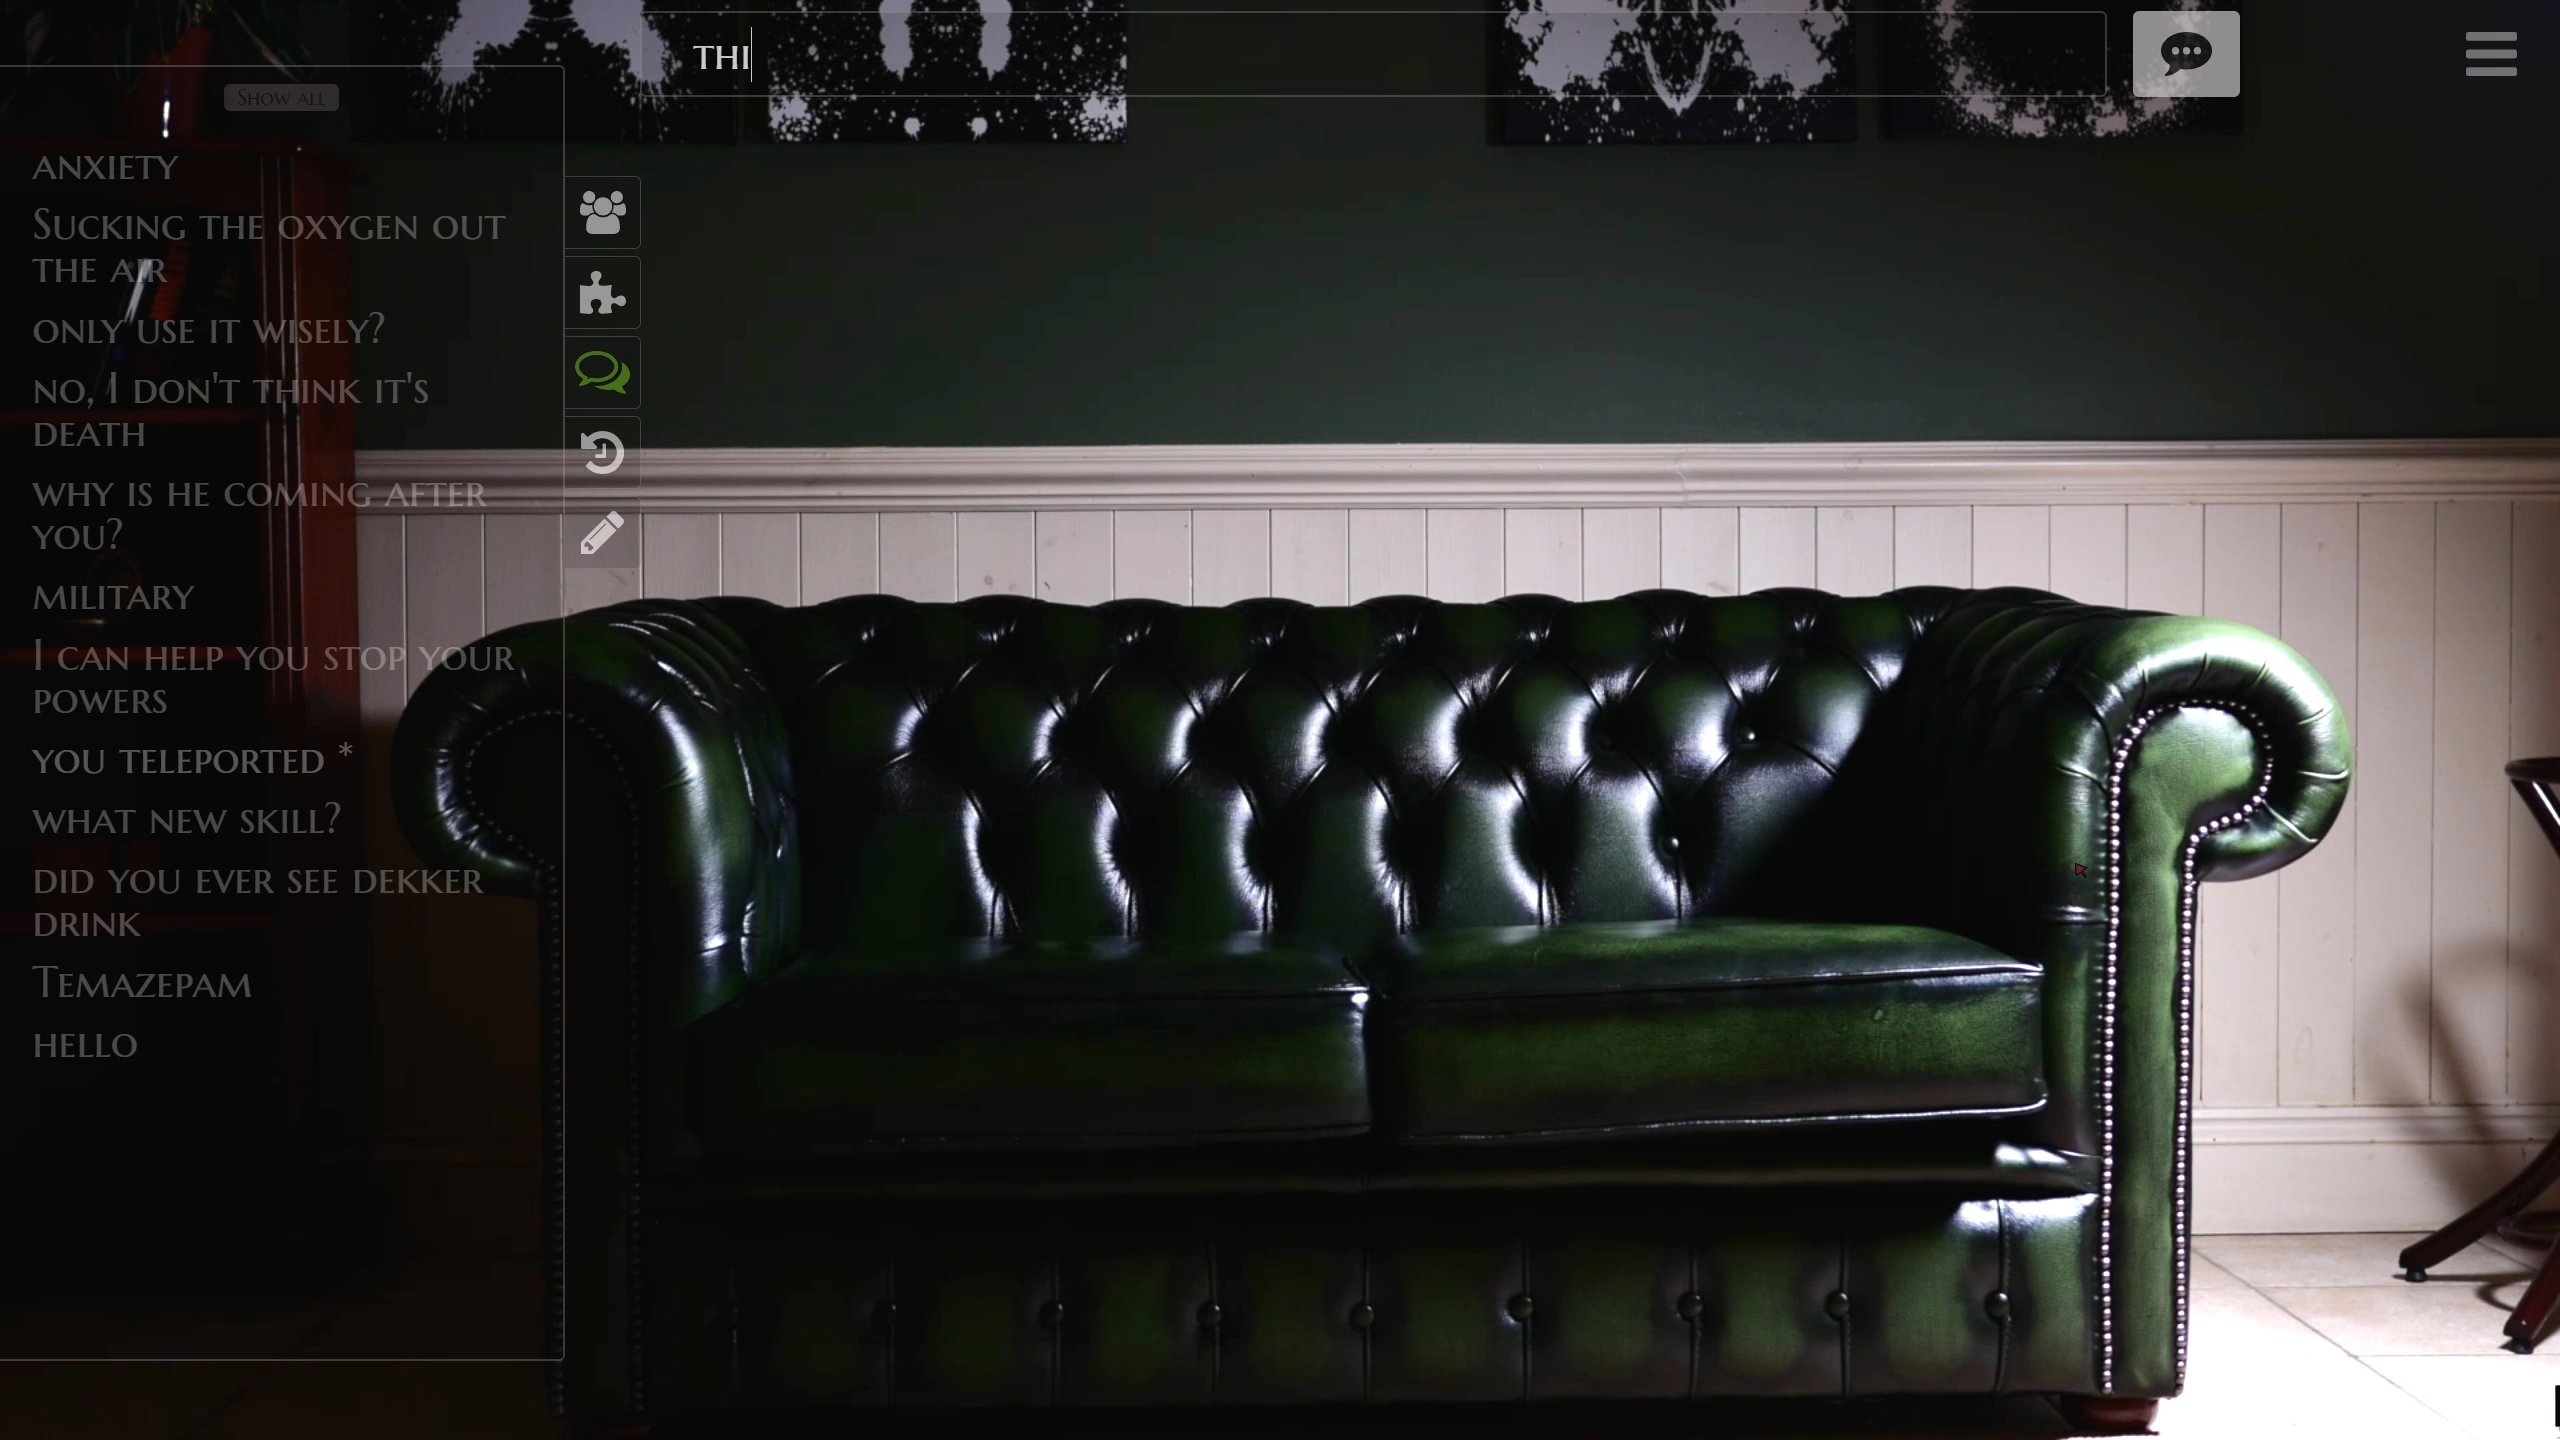 THI
Show all
anxiety
Sucking the oxygen out
the air
only use it wisely?
no, I don't think it's
death
why is he coming after
you?
military
I can help you stop your
powers
you teleported *
what new skill?
did you ever see dekker
drink
Temazepam
hello